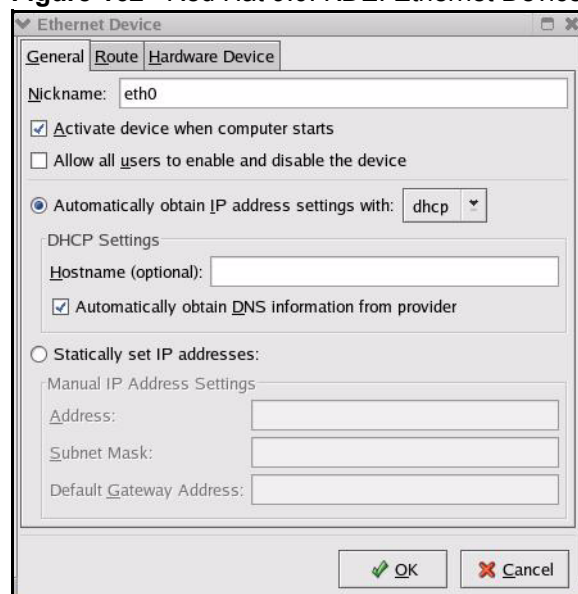 Ethernet Device
General Route Hardware Device
Nickname: eth0
Activate device when computer starts
Allow all users to enable and disable the device
Automatically obtain IP address settings with: dhcp
DHCP Settings
Hostname (optional):
Automatically obtain DNS information from provider
Statically set IP addresses:
Manual IP Address Settings
Address:
Subnet Mask:
Default Gateway Address:
OK Cancel